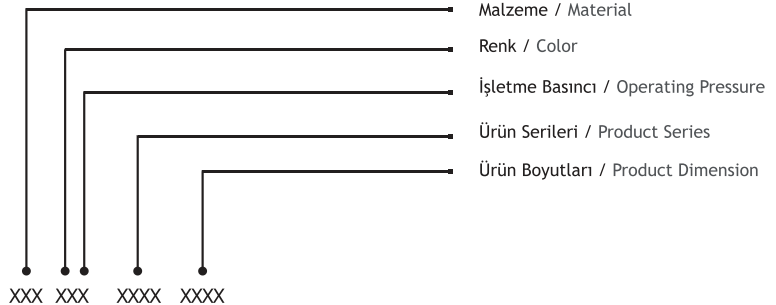 Malzeme / Material
Renk / Color
İşletme Basıncı / Operating Pressure
Ürün Serileri / Product Series
Ürün Boyutları / Product Dimension
XXX XXX XXXX XXXX